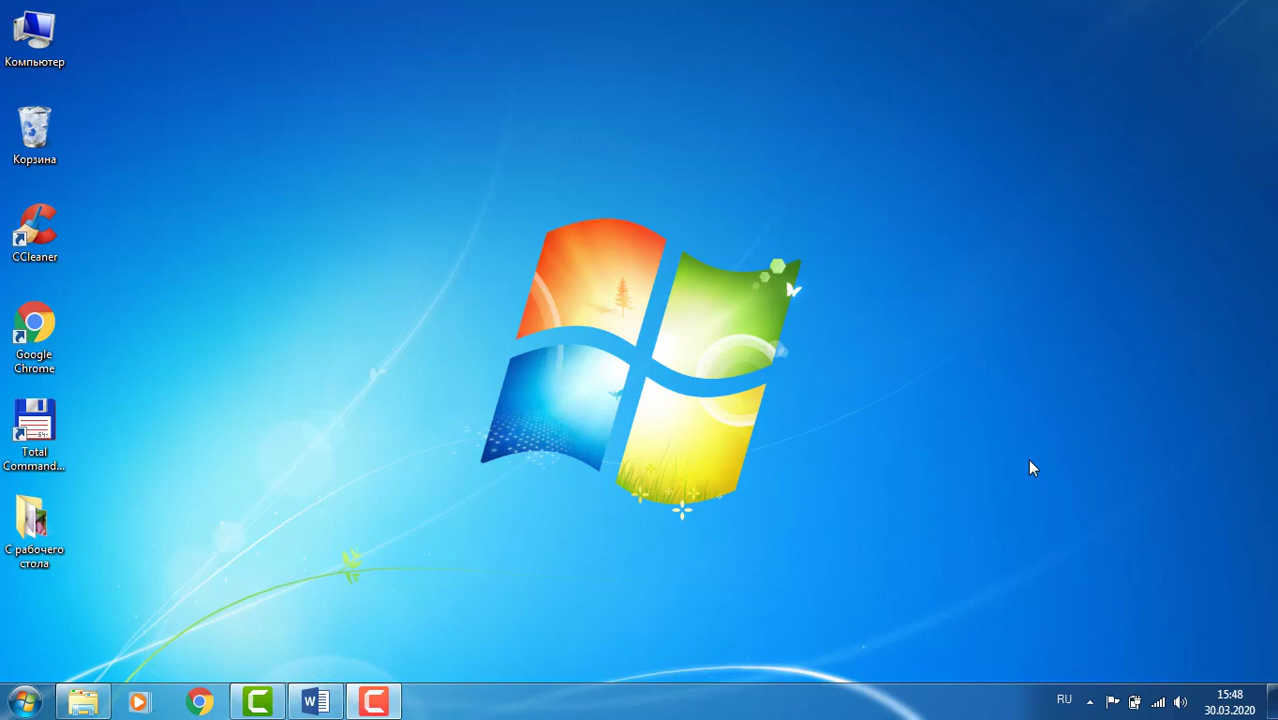 Компьютер
Корзина
CCleaner
Google
Chrome
Total
Command...
С рабочего
стола
RU
15:48
30.03.2020